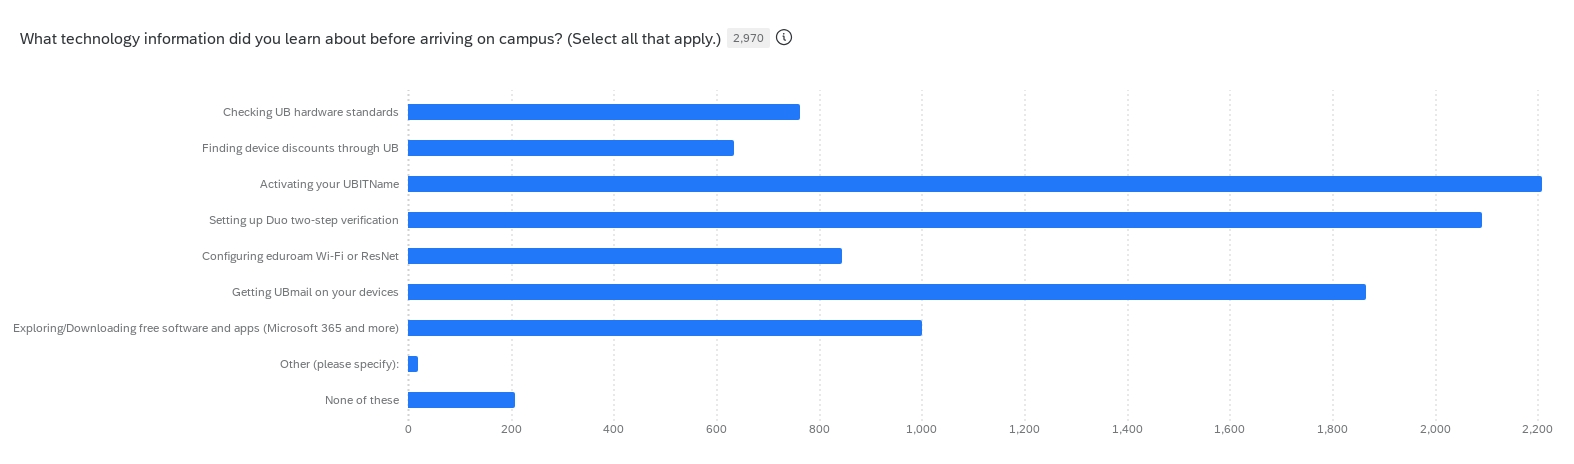 What technology information did you learn about before arriving on campus? (Select all that apply.) 2,970
Checking UB hardware standards
Finding device discounts through UB
Activating your UBITName
Setting up Duo two-step verification
Configuring eduroam Wi-Fi or ResNet
Getting UBmail on your devices
Exploring/Downloading free software and apps (Microsoft 365 and more)
Other (please specify):
None of these
0 200 400 600 800 1,000 1,200 1,400 1,600 1,800 2,000 2,200